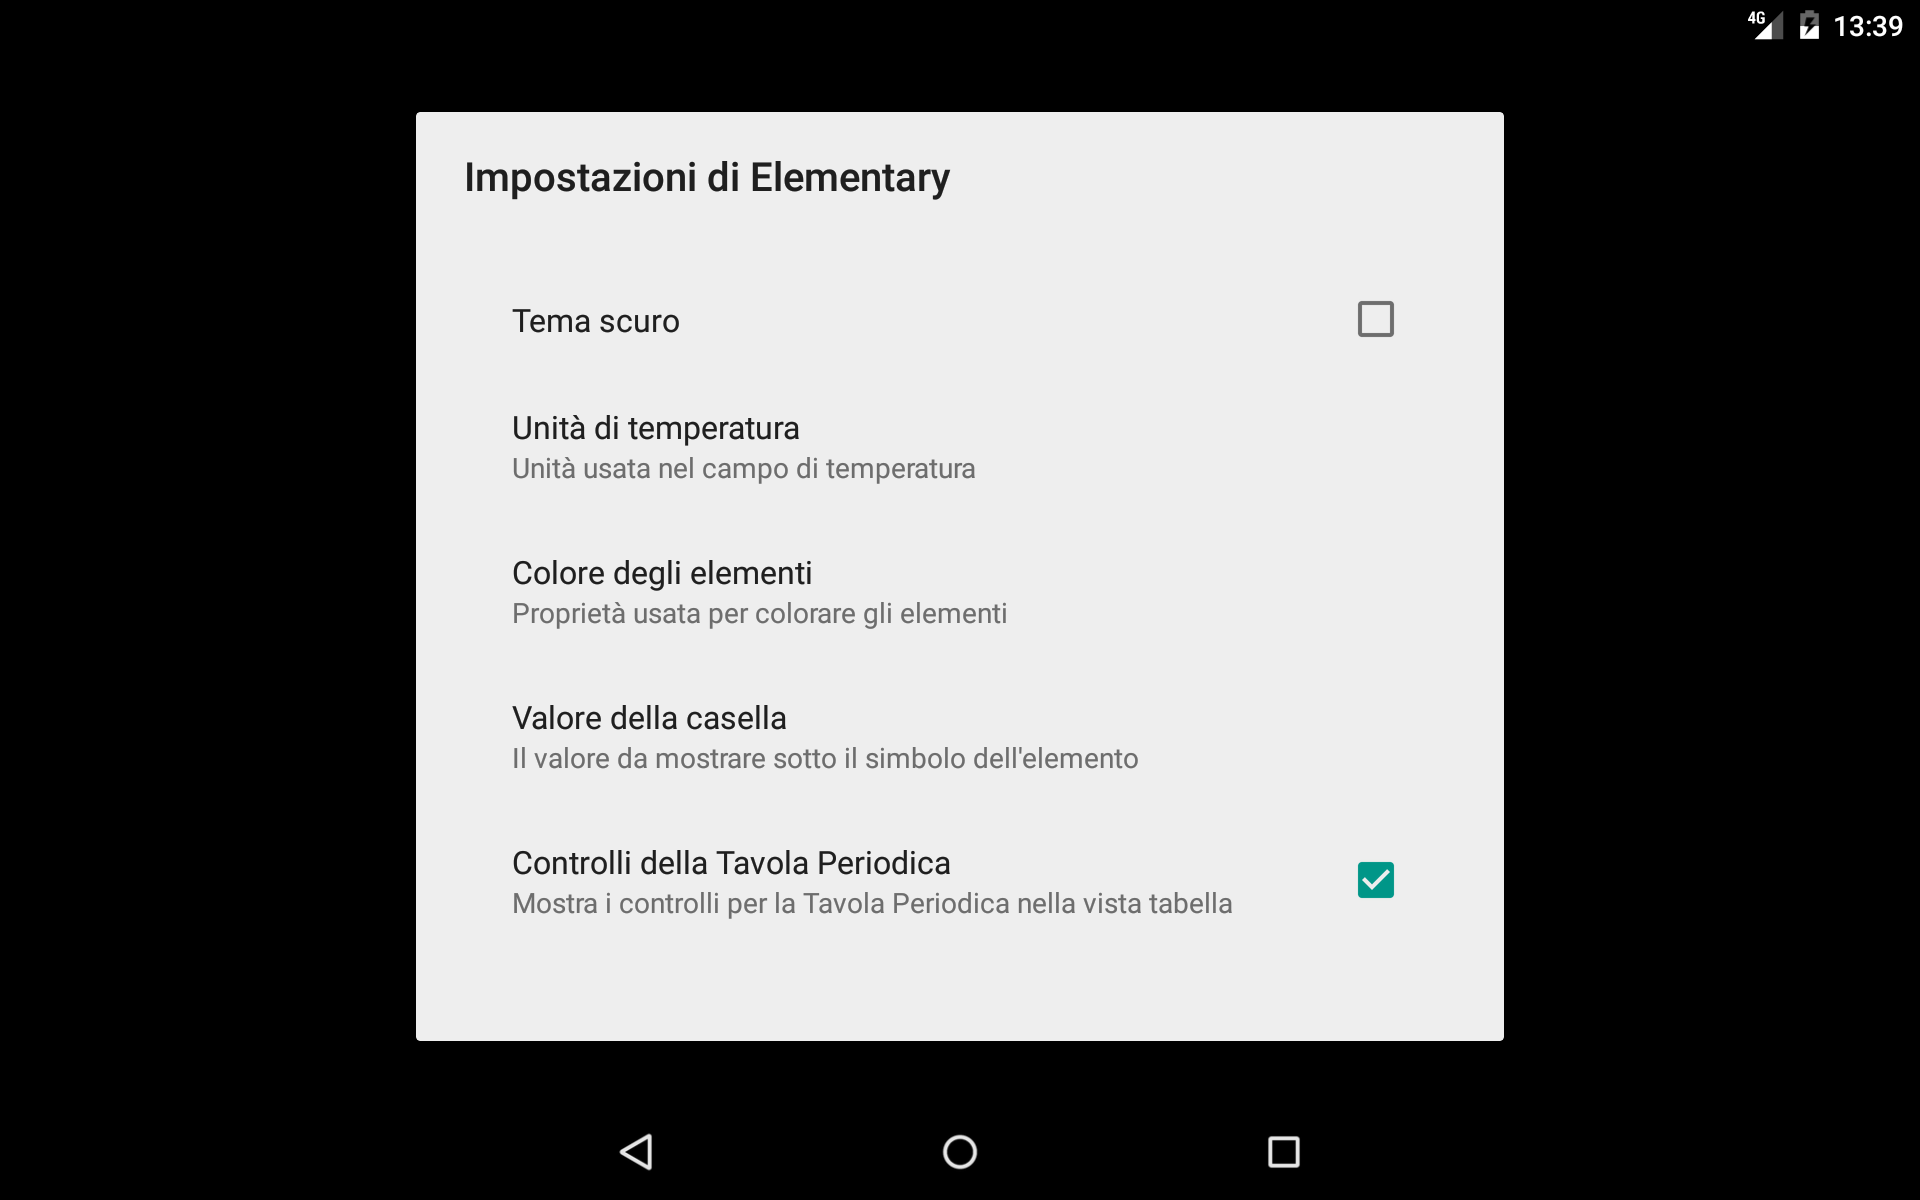 4G 13:39
Impostazioni di Elementary
Tema scuro
Unità di temperatura
Unità usata nel campo di temperatura
Colore degli elementi
Proprietà usata per colorare gli elementi
Valore della casella
Il valore da mostrare sotto il simbolo dell'elemento
Controlli della Tavola Periodica
Mostra i controlli per la Tavola Periodica nella vista tabella